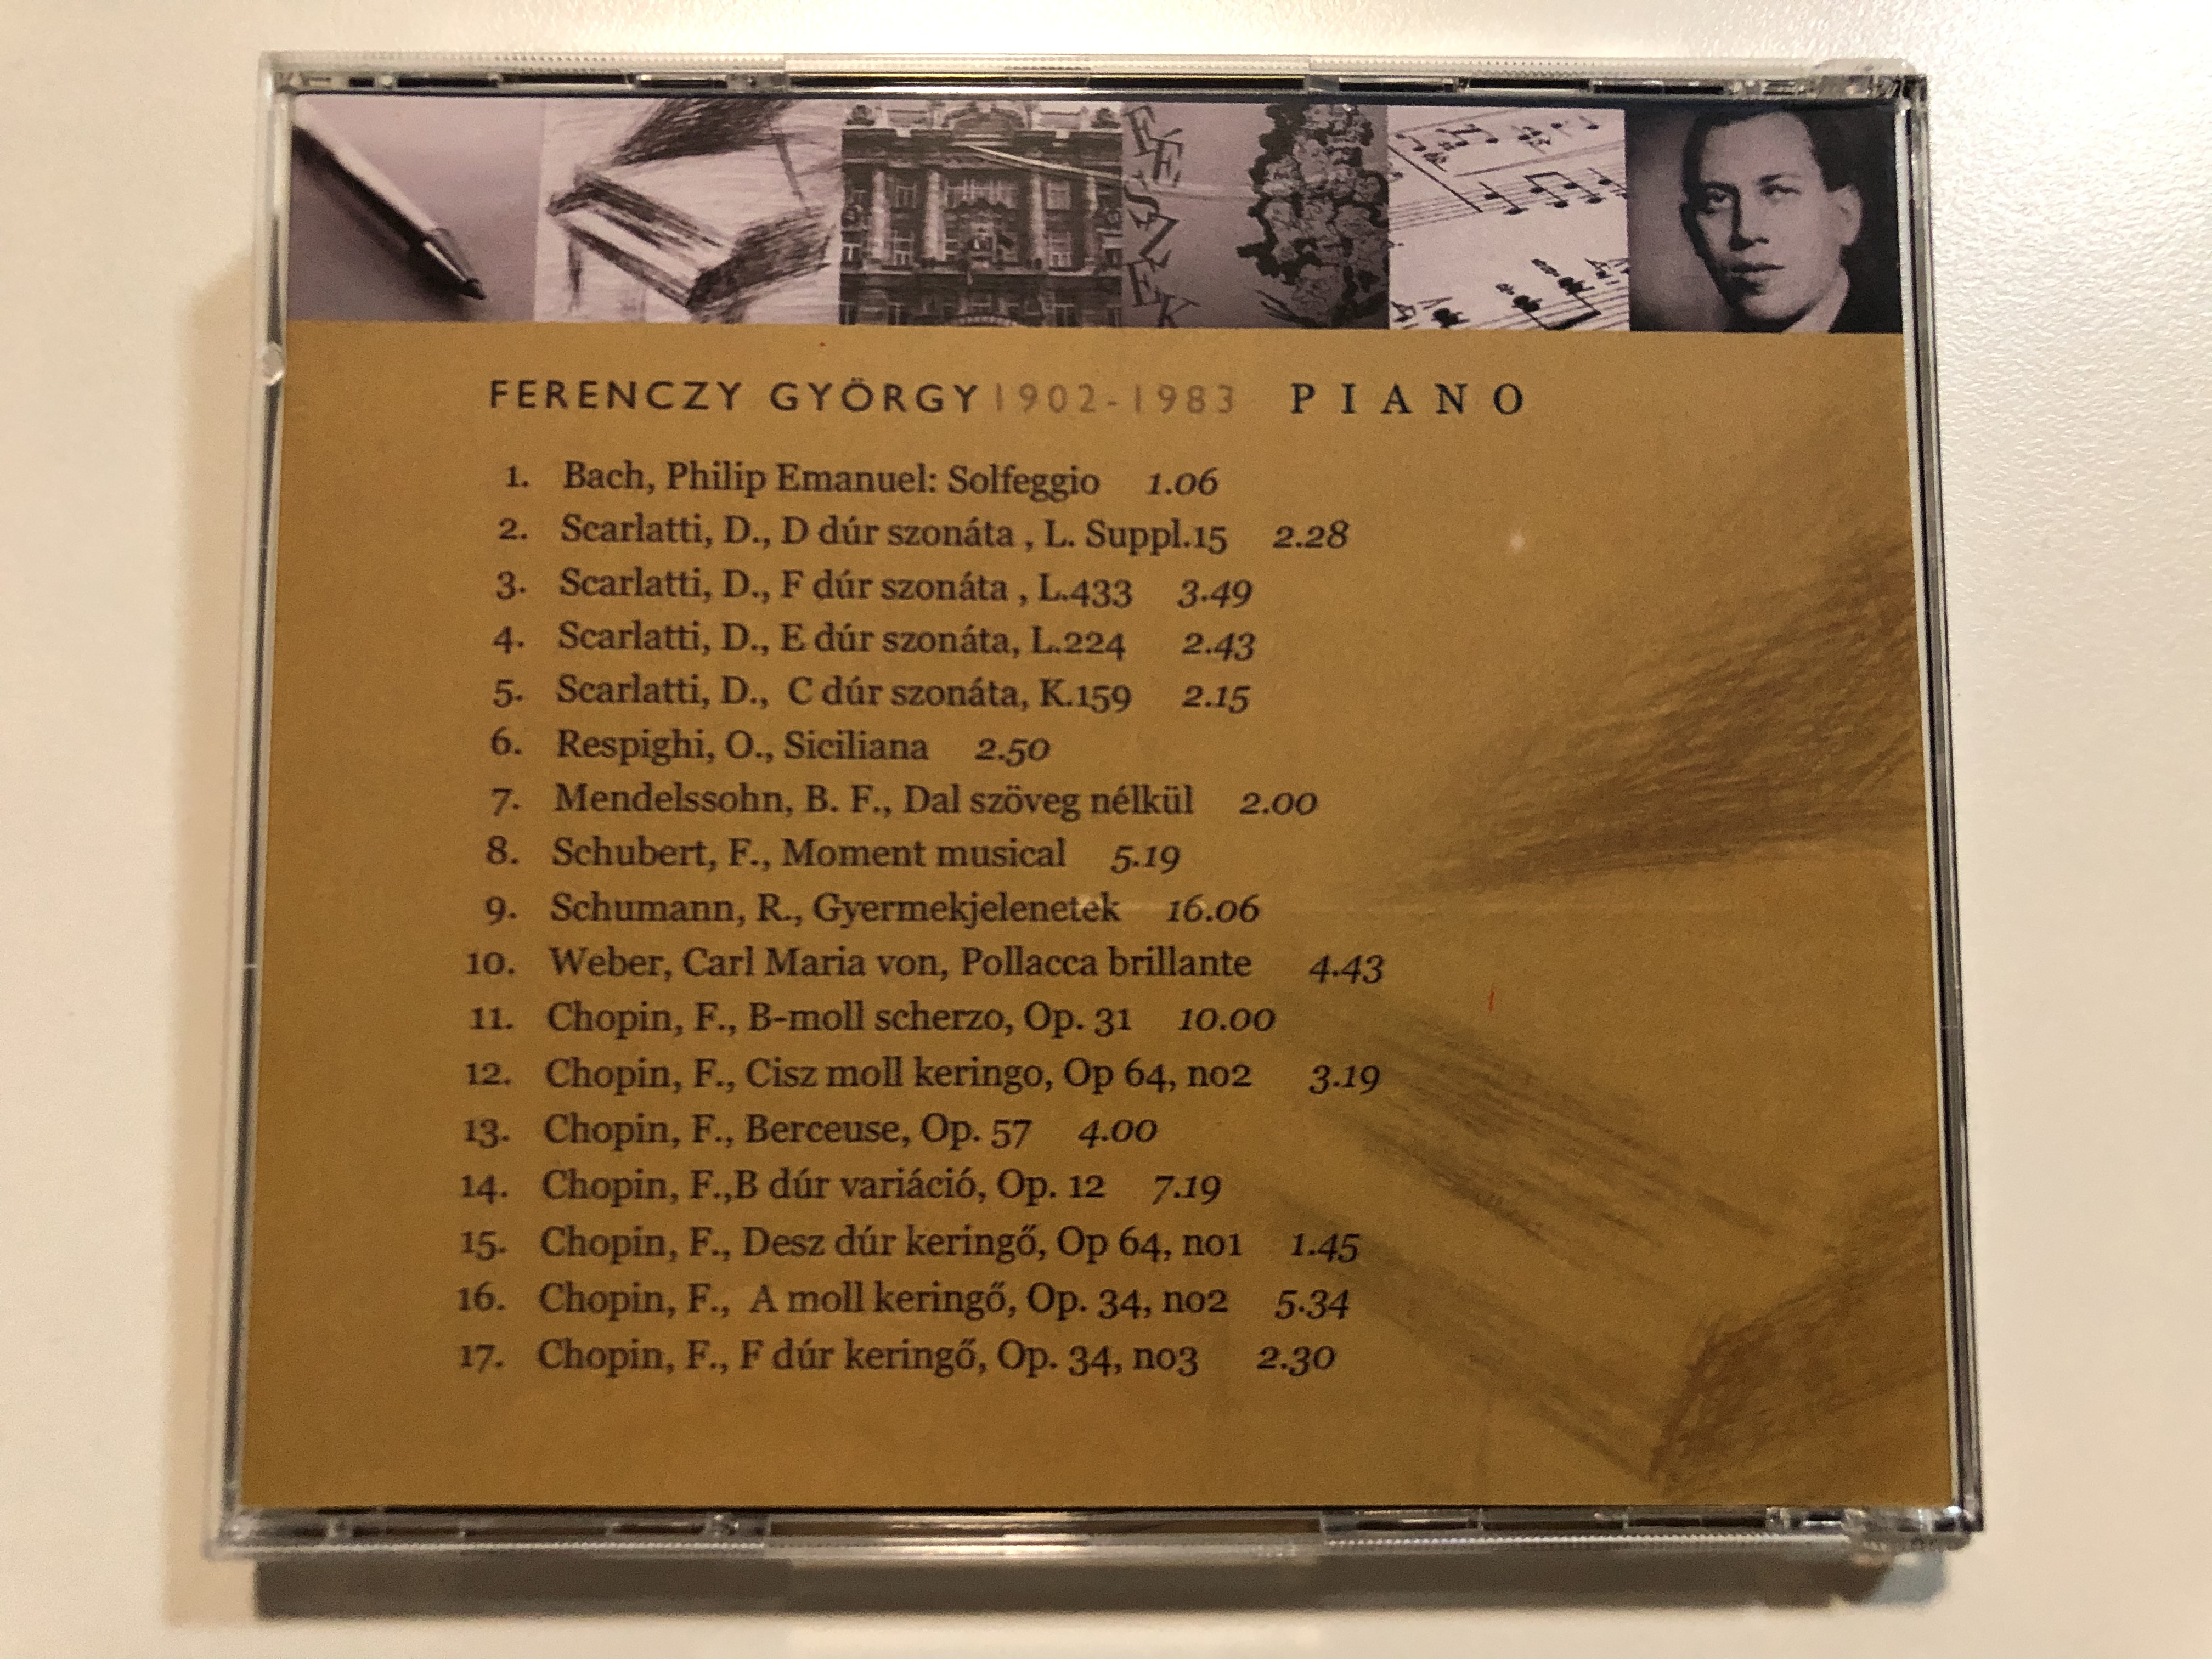 FÉSZEK
FERENCZY GYÖRGY 1902-1983 PIANO
1. Bach, Philip Emanuel: Solfeggio 1.06
2. Scarlatti, D., D dúr szonáta , L. Suppl.15 2.28
3. Scarlatti, D., F dúr szonáta , L.433 3.49
4. Scarlatti, D., E dúr szonáta, L.224 2.43
5. Scarlatti, D., C dúr szonáta, K.159 2.15
6. Respighi, O., Siciliana 2.50
7. Mendelssohn, B. F., Dal szöveg nélkül 2.00
8. Schubert, F., Moment musical 5.19
9. Schumann, R., Gyermekjelenetek 16.06
10. Weber, Carl Maria von, Pollacca brillante 4.43
11. Chopin, F., B-moll scherzo, Op. 31 10.00
12. Chopin, F., Cisz moll keringo, Op 64, no2 3.19
13. Chopin, F., Berceuse, Op. 57 4.00
14. Chopin, F.,B dúr variáció, Op. 12 7.19
15. Chopin, F., Desz dúr keringő, Op 64, no1 1.45
16. Chopin, F., A moll keringő, Op. 34, no2 5.34
17. Chopin, F., F dúr keringő, Op. 34, no3 2.30